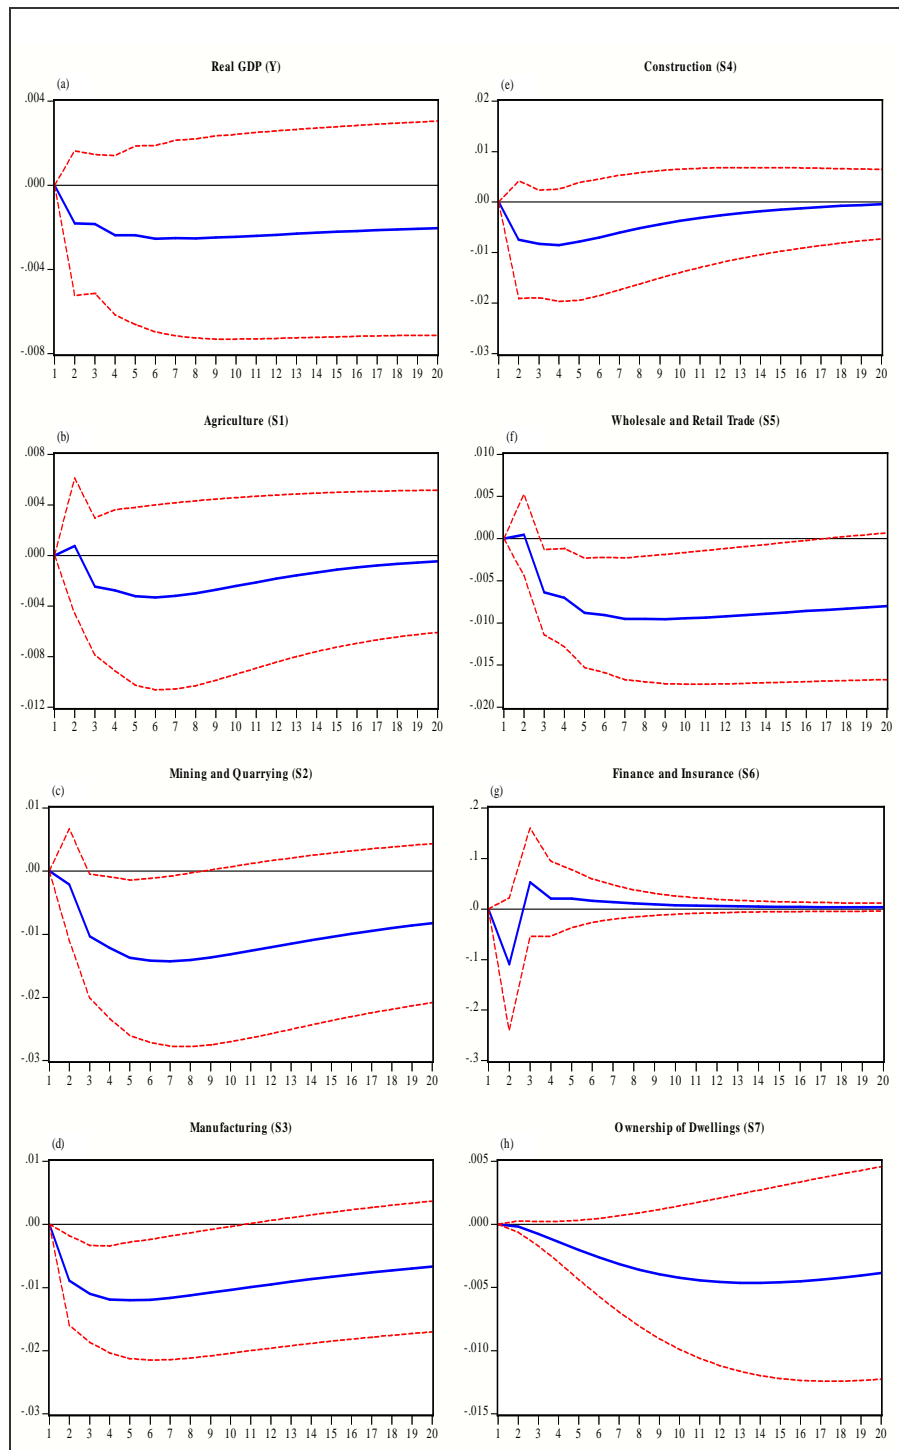 Real GDP (Y)
(a)
.004
.000
-.004
-.008
1 2 3 4 5 6 7 8 9 10 11 12 13 14 15 16 17 18 19 20
Construction (S4)
(e)
.02
.01
.00
-.01
-.02
-.03
1 2 3 4 5 6 7 8 9 10 11 12 13 14 15 16 17 18 19 20
Agriculture (S1)
(b)
.008
.004
.000
-.004
-.008
-.012
1 2 3 4 5 6 7 8 9 10 11 12 13 14 15 16 17 18 19 20
Wholesale and Retail Trade (S5)
(f)
.010
.005
.000
-.005
-.010
-.015
-.020
1 2 3 4 5 6 7 8 9 10 11 12 13 14 15 16 17 18 19 20
Mining and Quarrying (S2)
(c)
.01
.00
-.01
-.02
-.03
1 2 3 4 5 6 7 8 9 10 11 12 13 14 15 16 17 18 19 20
Finance and Insurance (S6)
(g)
.2
.1
.0
-.1
-.2
-.3
1 2 3 4 5 6 7 8 9 10 11 12 13 14 15 16 17 18 19 20
Manufacturing (S3)
(d)
.01
.00
-.01
-.02
-.03
1 2 3 4 5 6 7 8 9 10 11 12 13 14 15 16 17 18 19 20
Ownership of Dwellings (S7)
(h)
.005
.000
-.005
-.010
-.015
1 2 3 4 5 6 7 8 9 10 11 12 13 14 15 16 17 18 19 20